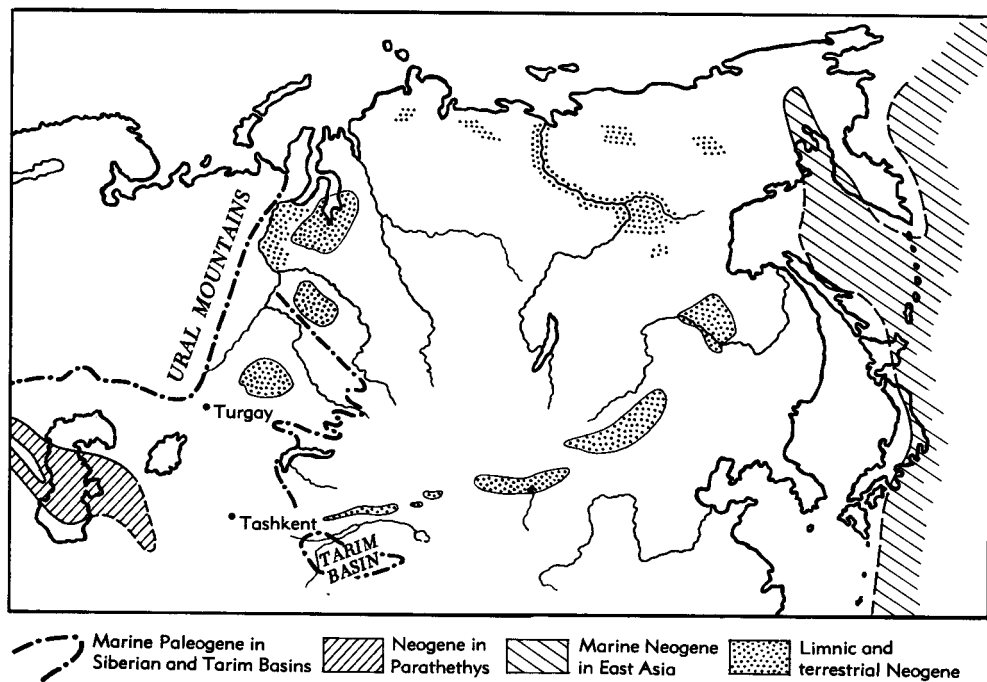 URAL MOUNTAINS
Turgay
Tashkent
TARIM
BASIN
Marine Paleogene in
Siberian and Tarim Basins
Neogene in
Parathethys
Marine Neogene
in East Asia
Limnic and
terrestrial Neogene